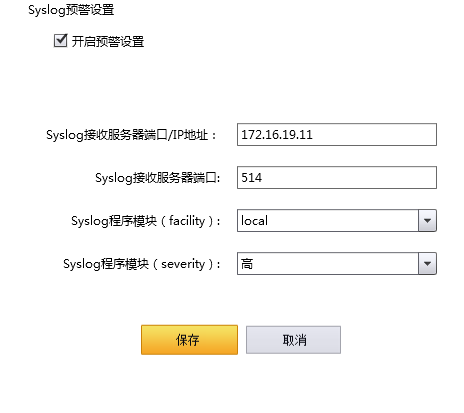 Syslog预警设置
开启预警设置
Syslog接收服务器端口/IP地址： 172.16.19.11
Syslog接收服务器端口: 514
Syslog程序模块（facility）: local
Syslog程序模块（severity）: 高
保存 取消